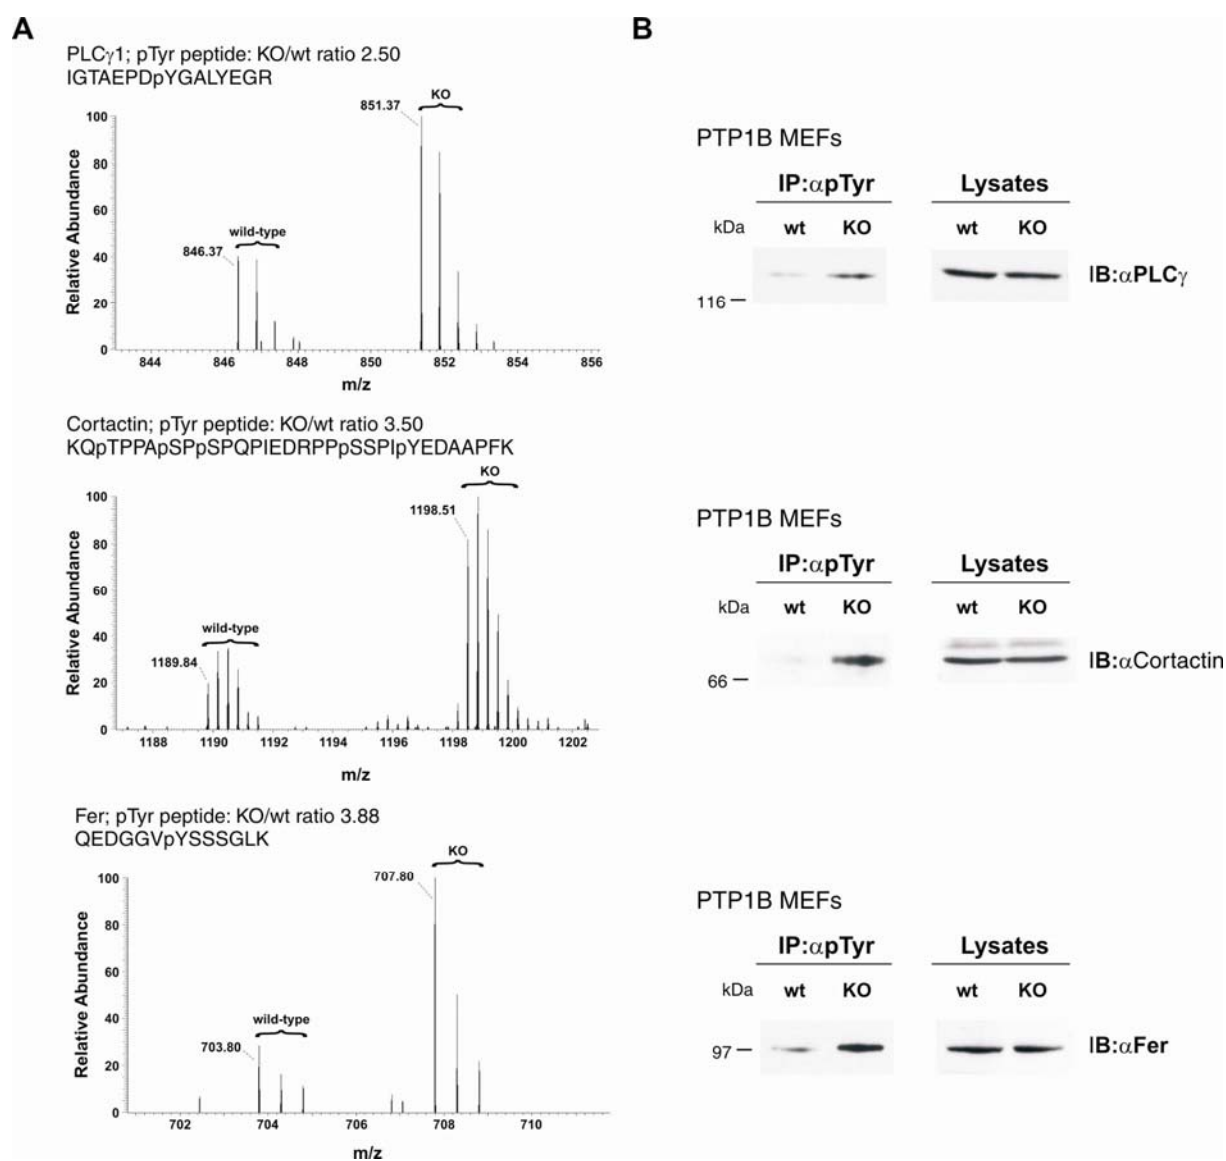 A
PLCγ1; pTyr peptide: KO/wt ratio 2.50
IGTAEPDpYGALYEGR
851.37
KO
846.37
wild-type
Relative Abundance
100
80
60
40
20
0
844 846 848 850 852 854 856
m/z
Cortactin; pTyr peptide: KO/wt ratio 3.50
KQpTPPApSPpSPQPIEDRPPpSSPIpYEDAAPFK
KO
1198.51
wild-type
1189.84
Relative Abundance
100
80
60
40
20
0
1188 1190 1192 1194 1196 1198 1200 1202
m/z
Fer; pTyr peptide: KO/wt ratio 3.88
QEDGGVpYSSSGLK
KO
707.80
wild-type
703.80
Relative Abundance
100
80
60
40
20
0
702 704 706 708 710
m/z
B
PTP1B MEFs
IP:αpTyr Lysates
kDa wt KO wt KO
IB:αPLCγ
116
PTP1B MEFs
IP:αpTyr Lysates
kDa wt KO wt KO
IB:αCortactin
66
PTP1B MEFs
IP:αpTyr Lysates
kDa wt KO wt KO
97 IB:αFer